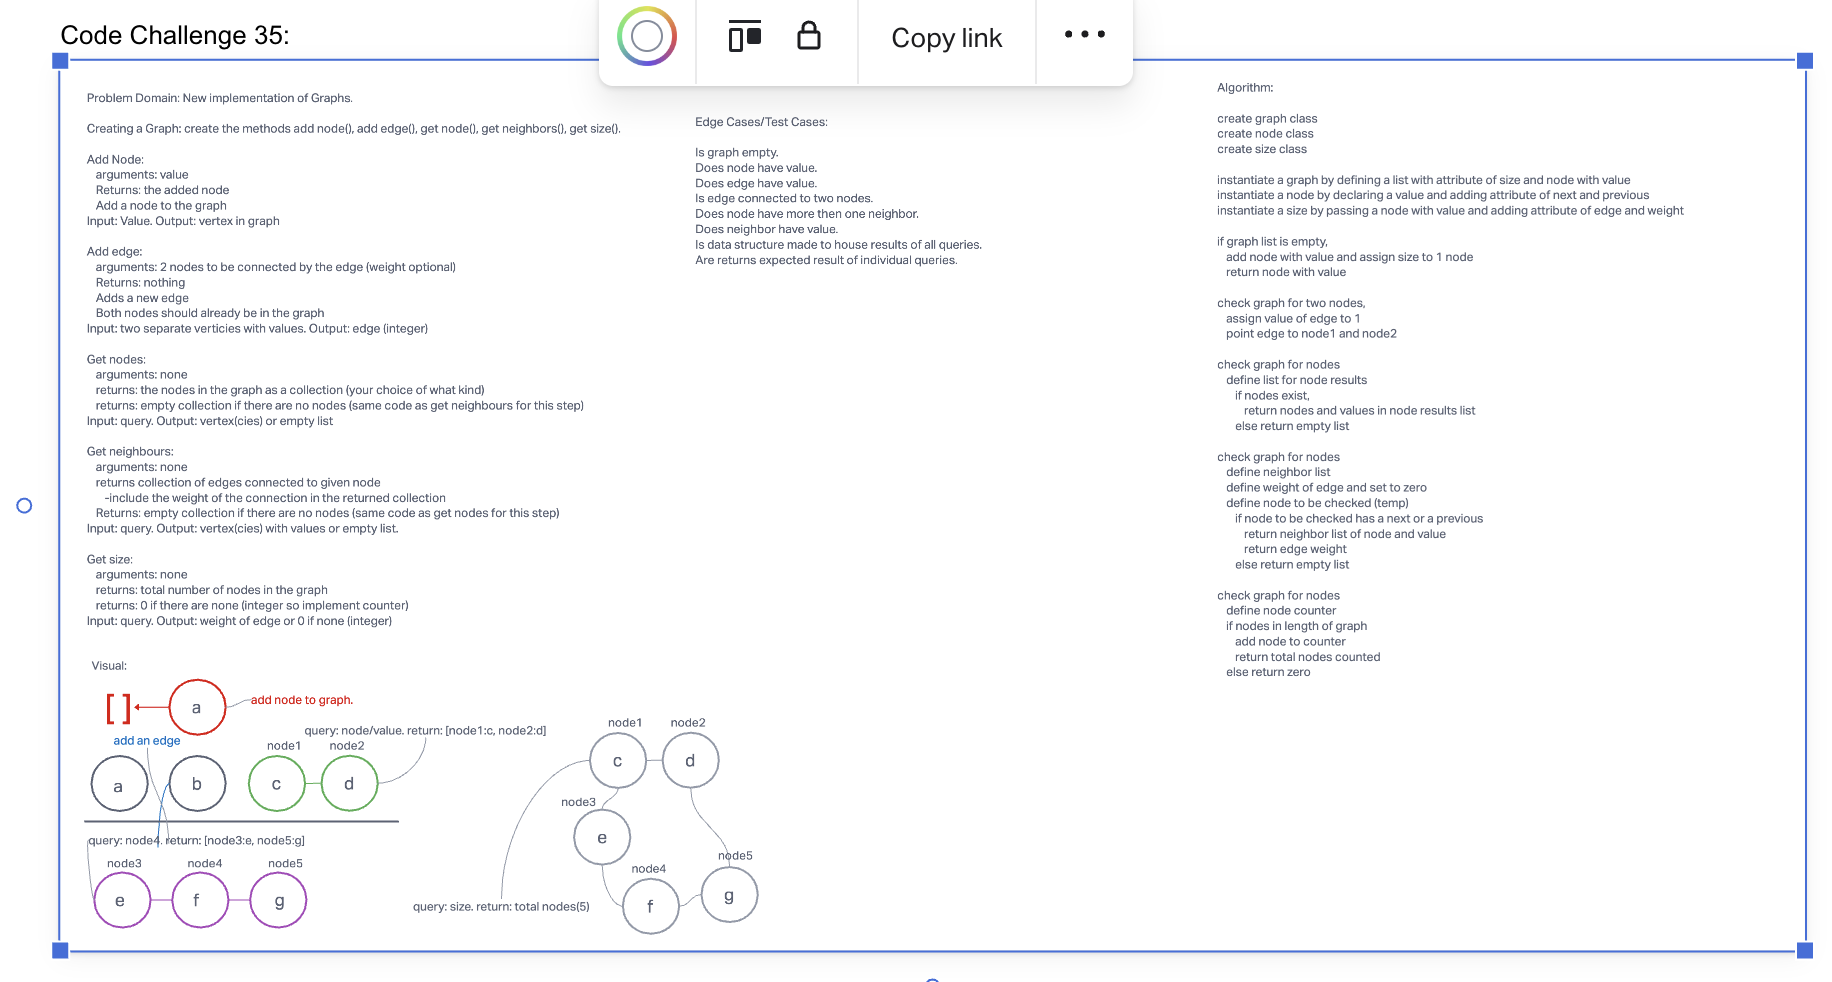 Code Challenge 35:
Copy link
Problem Domain: New implementation of Graphs.
Creating a Graph: create the methods add node(), add edge(), get node(), get neighbors(), get size().
Add Node:
arguments: value
Returns: the added node
Add a node to the graph
Input: Value. Output: vertex in graph
Add edge:
arguments: 2 nodes to be connected by the edge (weight optional)
Returns: nothing
Adds a new edge
Both nodes should already be in the graph
Input: two separate verticies with values. Output: edge (integer)
Get nodes:
arguments: none
returns: the nodes in the graph as a collection (your choice of what kind)
returns: empty collection if there are no nodes (same code as get neighbours for this step)
Input: query. Output: vertex(cies) or empty list
Get neighbours:
arguments: none
returns collection of edges connected to given node
-include the weight of the connection in the returned collection
Returns: empty collection if there are no nodes (same code as get nodes for this step)
Input: query. Output: vertex(cies) with values or empty list.
Get size:
arguments: none
returns: total number of nodes in the graph
returns: 0 if there are none (integer so implement counter)
Input: query. Output: weight of edge or 0 if none (integer)
Edge Cases/Test Cases:
Is graph empty.
Does node have value.
Does edge have value.
Is edge connected to two nodes.
Does node have more then one neighbor.
Does neighbor have value.
Is data structure made to house results of all queries.
Are returns expected result of individual queries.
Algorithm:
create graph class
create node class
create size class
instantiate a graph by defining a list with attribute of size and node with value
instantiate a node by declaring a value and adding attribute of next and previous
instantiate a size by passing a node with value and adding attribute of edge and weight
if graph list is empty,
add node with value and assign size to 1 node
return node with value
check graph for two nodes,
assign value of edge to 1
point edge to node1 and node2
check graph for nodes
define list for node results
if nodes exist,
return nodes and values in node results list
else return empty list
check graph for nodes
define neighbor list
define weight of edge and set to zero
define node to be checked (temp)
if node to be checked has a next or a previous
return neighbor list of node and value
return edge weight
else return empty list
check graph for nodes
define node counter
if nodes in length of graph
add node to counter
return total nodes counted
else return zero
Visual:
[ ]
a
add node to graph.
add an edge
query: node/value. return: [node1:c, node2:d]
node1
node2
a
b
c
d
query: node4. return: [node3:e, node5:g]
node3
node4
node5
e
f
g
node1
node2
c
d
node3
e
node4
node5
f
g
query: size. return: total nodes(5)